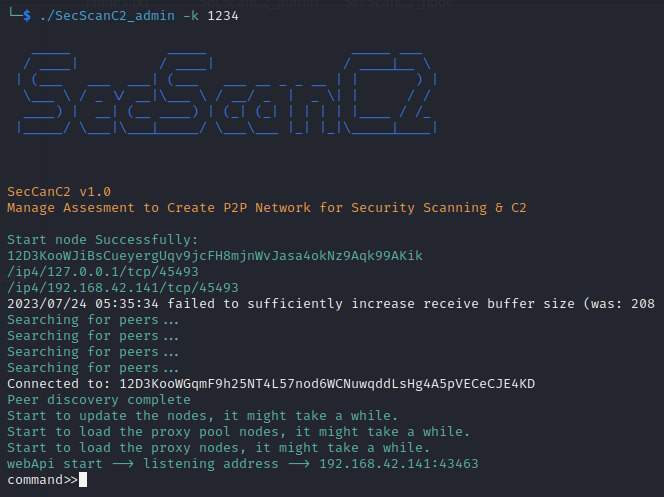 └─$ ./SecScanC2_admin -k 1234
SecScanC2
SecCanC2 v1.0
Manage Assesment to Create P2P Network for Security Scanning & C2
Start node Successfully:
12D3KooWJiBsCueyergUqv9jcFH8mjnWvJasa4okNz9Aqk99AKik
/ip4/127.0.0.1/tcp/45493
/ip4/192.168.42.141/tcp/45493
2023/07/24 05:35:34 failed to sufficiently increase receive buffer size (was: 208
Searching for peers...
Searching for peers...
Searching for peers...
Searching for peers...
Connected to: 12D3KooWGqmF9h25NT4L57nod6WCNuwqddLsHg4A5pVECeCJE4KD
Peer discovery complete
Start to update the nodes, it might take a while.
Start to load the proxy pool nodes, it might take a while.
Start to load the proxy nodes, it might take a while.
webApi start ──> listening address ──> 192.168.42.141:43463
command>>